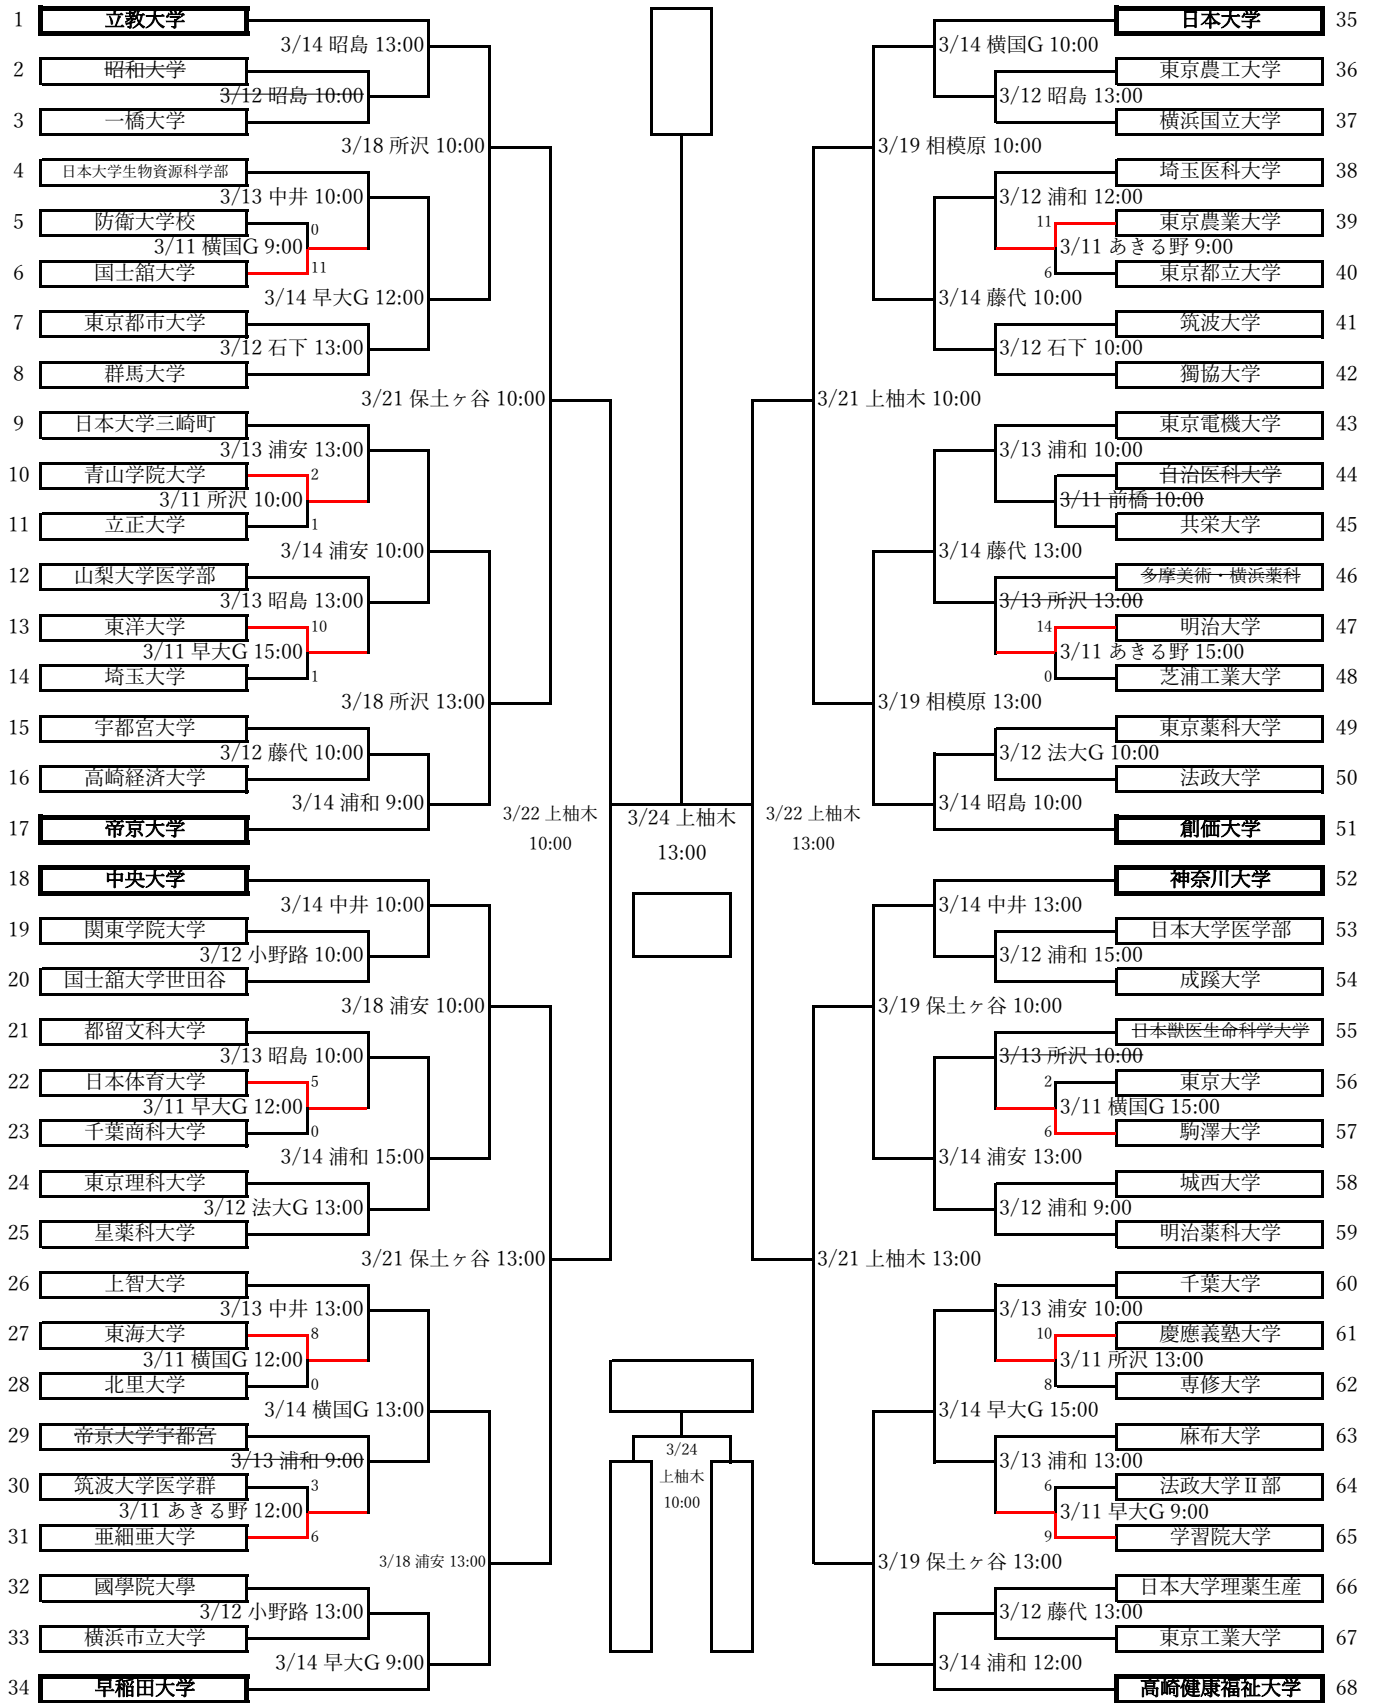 1 立教大学
3/14 昭島 13:00
2 昭和大学
3/12 昭島 10:00
3 一橋大学
3/18 所沢 10:00
4 日本大学生物資源科学部
3/13 中井 10:00
5 防衛大学校 0
3/11 横国G 9:00
6 国士舘大学 11
3/14 早大G 12:00
7 東京都市大学
3/12 石下 13:00
8 群馬大学
3/21 保土ヶ谷 10:00
9 日本大学三崎町
3/13 浦安 13:00
10 青山学院大学 2
3/11 所沢 10:00
11 立正大学 1
3/14 浦安 10:00
12 山梨大学医学部
3/13 昭島 13:00
13 東洋大学 10
3/11 早大G 15:00
14 埼玉大学 1
3/18 所沢 13:00
15 宇都宮大学
3/12 藤代 10:00
16 高崎経済大学
3/14 浦和 9:00
17 帝京大学
3/22 上柚木
10:00
18 中央大学
3/14 中井 10:00
19 関東学院大学
3/12 小野路 10:00
20 国士舘大学世田谷
3/18 浦安 10:00
21 都留文科大学
3/13 昭島 10:00
22 日本体育大学 5
3/11 早大G 12:00
23 千葉商科大学 0
3/14 浦和 15:00
24 東京理科大学
3/12 法大G 13:00
25 星薬科大学
3/21 保土ヶ谷 13:00
26 上智大学
3/13 中井 13:00
27 東海大学 8
3/11 横国G 12:00
28 北里大学 0
3/14 横国G 13:00
29 帝京大学宇都宮
3/13 浦和 9:00
30 筑波大学医学群 3
3/11 あきる野 12:00
31 亜細亜大学 6
3/18 浦安 13:00
32 國學院大學
3/12 小野路 13:00
33 横浜市立大学
3/14 早大G 9:00
34 早稲田大学
3/24 上柚木
13:00
3/24
上柚木
10:00
日本大学 35
3/14 横国G 10:00
東京農工大学 36
3/12 昭島 13:00
横浜国立大学 37
3/19 相模原 10:00
埼玉医科大学 38
3/12 浦和 12:00
11 東京農業大学 39
3/11 あきる野 9:00
6 東京都立大学 40
3/14 藤代 10:00
筑波大学 41
3/12 石下 10:00
獨協大学 42
3/21 上柚木 10:00
東京電機大学 43
3/13 浦和 10:00
自治医科大学 44
3/11 前橋 10:00
共栄大学 45
3/14 藤代 13:00
多摩美術・横浜薬科 46
3/13 所沢 13:00
14 明治大学 47
3/11 あきる野 15:00
0 芝浦工業大学 48
3/19 相模原 13:00
東京薬科大学 49
3/12 法大G 10:00
法政大学 50
3/14 昭島 10:00
創価大学 51
3/22 上柚木
13:00
神奈川大学 52
3/14 中井 13:00
日本大学医学部 53
3/12 浦和 15:00
成蹊大学 54
3/19 保土ヶ谷 10:00
日本獣医生命科学大学 55
3/13 所沢 10:00
2 東京大学 56
3/11 横国G 15:00
6 駒澤大学 57
3/14 浦安 13:00
城西大学 58
3/12 浦和 9:00
明治薬科大学 59
3/21 上柚木 13:00
千葉大学 60
3/13 浦安 10:00
10 慶應義塾大学 61
3/11 所沢 13:00
8 専修大学 62
3/14 早大G 15:00
麻布大学 63
3/13 浦和 13:00
6 法政大学Ⅱ部 64
3/11 早大G 9:00
9 学習院大学 65
3/19 保土ヶ谷 13:00
日本大学理薬生産 66
3/12 藤代 13:00
東京工業大学 67
3/14 浦和 12:00
高崎健康福祉大学 68